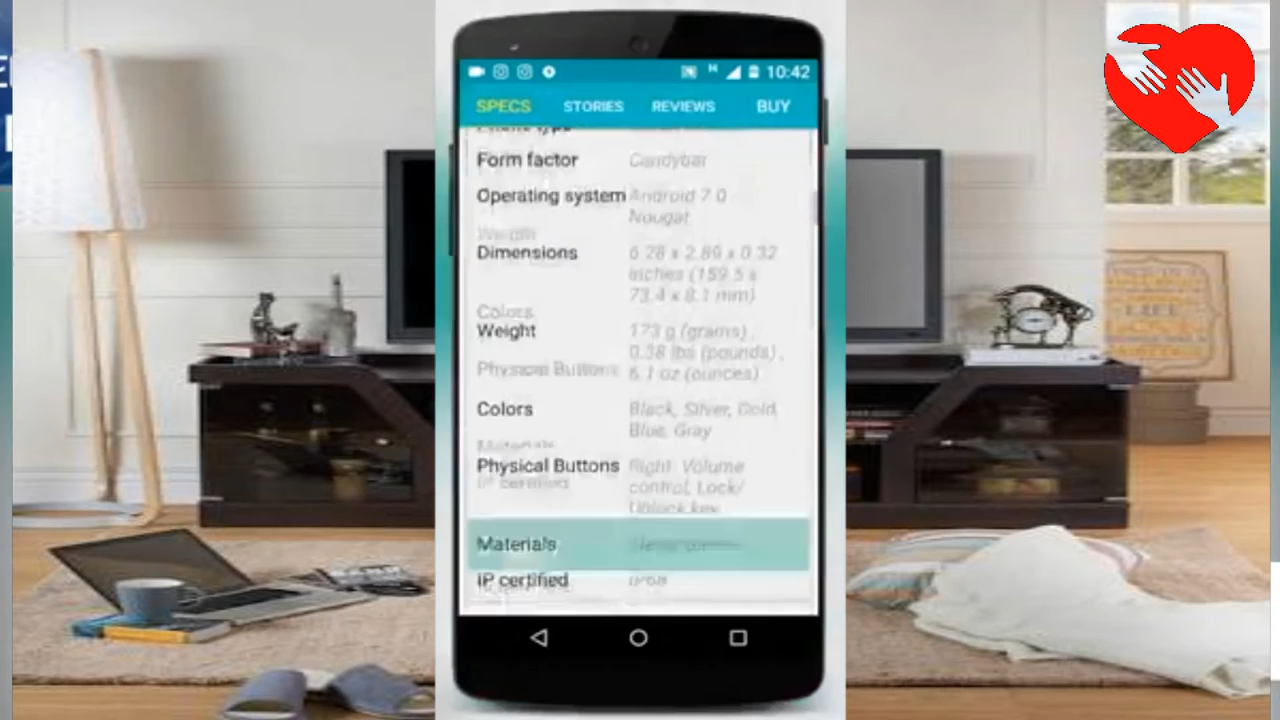 10:42
SPECS STORIES REVIEWS BUY
Form factor Candybar
Operating system Android 7.0
Nougat
Weight
Dimensions 6.28 x 2.89 x 0.32
inches (159.5 x
73.4 x 8.1 mm)
Colors
Weight 173 g (grams) ,
0.38 lbs (pounds) ,
6.1 oz (ounces)
Physical Buttons
Colors Black, Silver, Gold,
Blue, Gray
Materials
Physical Buttons Right: Volume
control, Lock/
Unlock key
IP certified
Materials
IP certified IP68
LIFE